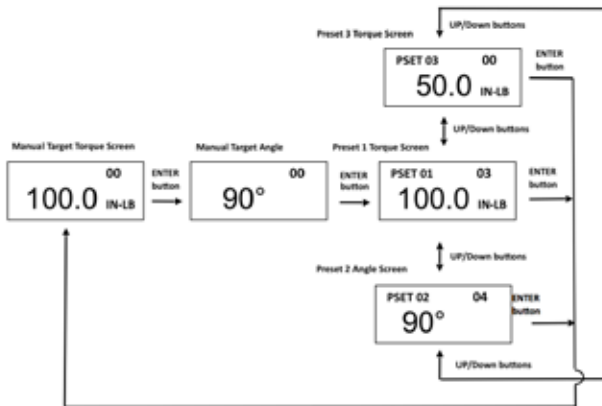 UP/Down buttons
Preset 3 Torque Screen
PSET 03 00
50.0 IN-LB
ENTER
button
UP/Down buttons
Manual Target Torque Screen
00
100.0 IN-LB
ENTER
button
Manual Target Angle
00
90°
ENTER
button
Preset 1 Torque Screen
PSET 01 03
100.0 IN-LB
ENTER
button
UP/Down buttons
Preset 2 Angle Screen
PSET 02 04
90°
ENTER
button
UP/Down buttons